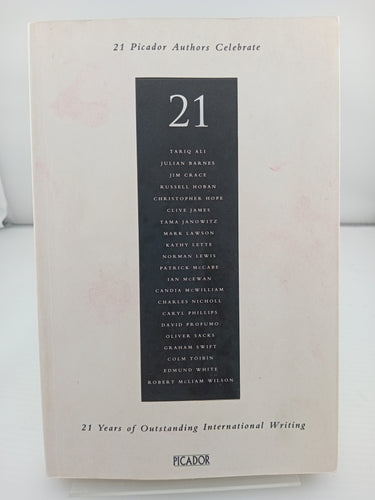 21 Picador Authors Celebrate
21
TARIQ ALI
JULIAN BARNES
JIM CRACE
RUSSELL HOBAN
CHRISTOPHER HOPE
CLIVE JAMES
TAMA JANOWITZ
MARK LAWSON
KATHY LETTE
NORMAN LEWIS
PATRICK McCABE
IAN McEWAN
CANDIA McWILLIAM
CHARLES NICHOLL
CARYL PHILLIPS
DAVID PROFUMO
OLIVER SACKS
GRAHAM SWIFT
COLM TOIBIN
EDMUND WHITE
ROBERT McLIAM WILSON
21 Years of Outstanding International Writing
PICADOR